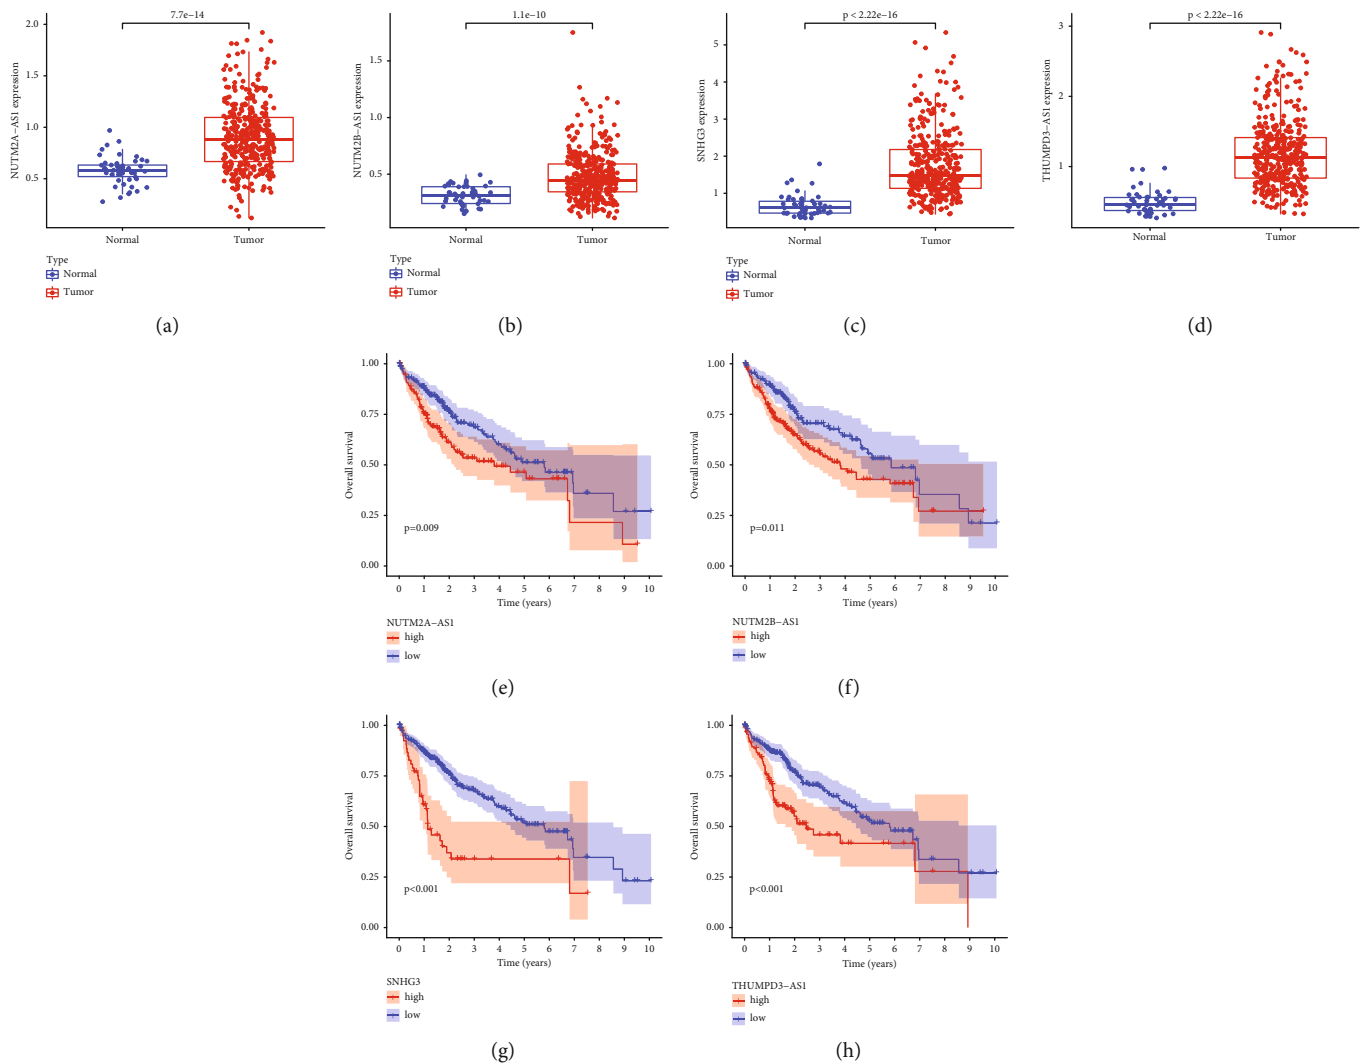 7.7e−14
2.0
1.5
1.0
0.5
NUTM2A−AS1 expression
Normal
Tumor
Type
Normal
Tumor
(a)
1.1e−10
1.5
1.0
0.5
NUTM2B−AS1 expression
Normal
Tumor
Type
Normal
Tumor
(b)
p < 2.22e−16
5
4
3
2
1
SNHG3 expression
Normal
Tumor
Type
Normal
Tumor
(c)
p < 2.22e−16
3
2
1
THUMPD3−AS1 expression
Normal
Tumor
Type
Normal
Tumor
(d)
1.00
0.75
0.50
0.25
0.00
Overall survival
p=0.009
0 1 2 3 4 5 6 7 8 9 10
Time (years)
NUTM2A−AS1
high
low
(e)
1.00
0.75
0.50
0.25
0.00
Overall survival
p=0.011
0 1 2 3 4 5 6 7 8 9 10
Time (years)
NUTM2B−AS1
high
low
(f)
1.00
0.75
0.50
0.25
0.00
Overall survival
p<0.001
0 1 2 3 4 5 6 7 8 9 10
Time (years)
SNHG3
high
low
(g)
1.00
0.75
0.50
0.25
0.00
Overall survival
p<0.001
0 1 2 3 4 5 6 7 8 9 10
Time (years)
THUMPD3−AS1
high
low
(h)